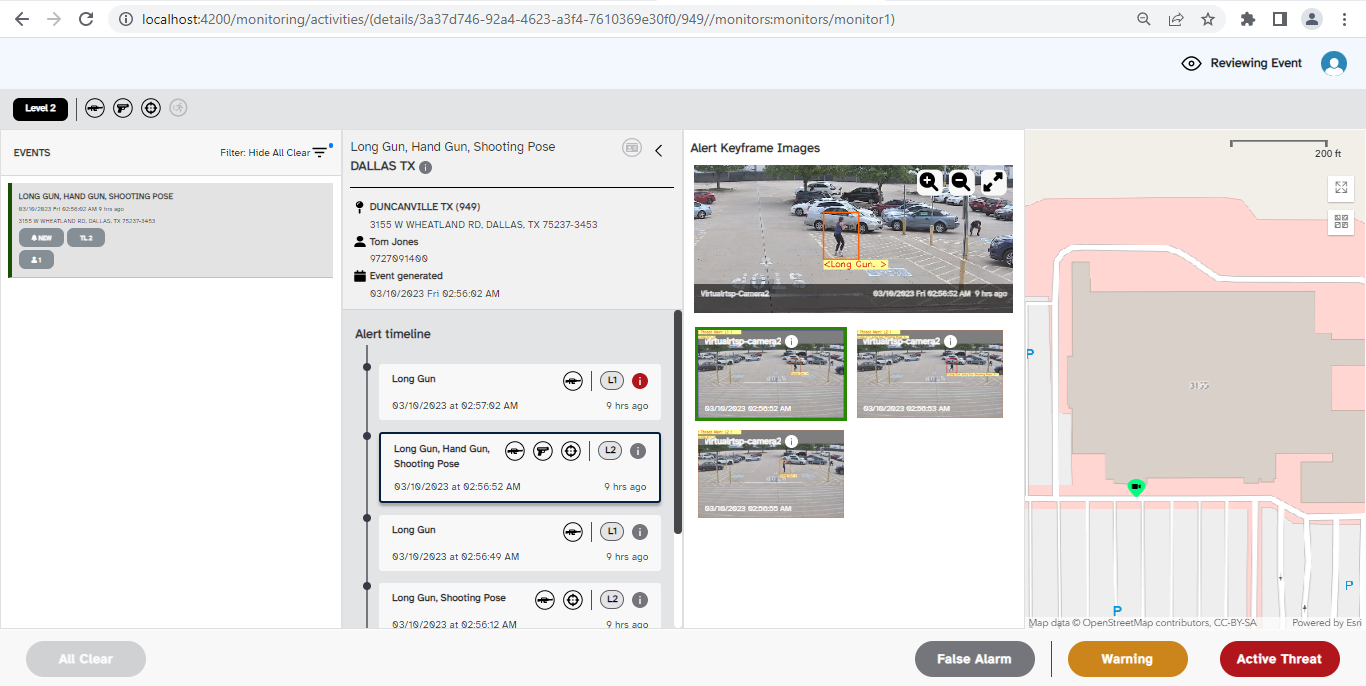 localhost:4200/monitoring/activities/(details/3a37d746-92a4-4623-a3f4-7610369e30f0/949//monitors:monitors/monitor1)
Reviewing Event
Level 2
EVENTS
Filter: Hide All Clear
LONG GUN, HAND GUN, SHOOTING POSE
03/10/2023 Fri 02:56:02 AM 9 hrs ago
3155 W WHEATLAND RD, DALLAS, TX 75237-3453
NEW
TL 2
1
Long Gun, Hand Gun, Shooting Pose
DALLAS TX
DUNCANVILLE TX (949)
3155 W WHEATLAND RD, DALLAS, TX 75237-3453
Tom Jones
9727091400
Event generated
03/10/2023 Fri 02:56:02 AM
Alert timeline
Long Gun
L1
03/10/2023 at 02:57:02 AM
9 hrs ago
Long Gun, Hand Gun,
Shooting Pose
L2
03/10/2023 at 02:56:52 AM
9 hrs ago
Long Gun
L1
03/10/2023 at 02:56:49 AM
9 hrs ago
Long Gun, Shooting Pose
L2
03/10/2023 at 02:56:12 AM
9 hrs ago
Alert Keyframe Images
<Long Gun. >
Virtualrtsp-Camera2
03/10/2023 Fri 02:56:52 AM 9 hrs ago
virtualrtsp-camera2
03/10/2023 02:56:52 AM
virtualrtsp-camera2
03/10/2023 02:56:53 AM
virtualrtsp-camera2
03/10/2023 02:56:55 AM
200 ft
P
3155
P
P
Map data © OpenStreetMap contributors, CC-BY-SA
Powered by Esri
All Clear
False Alarm
Warning
Active Threat